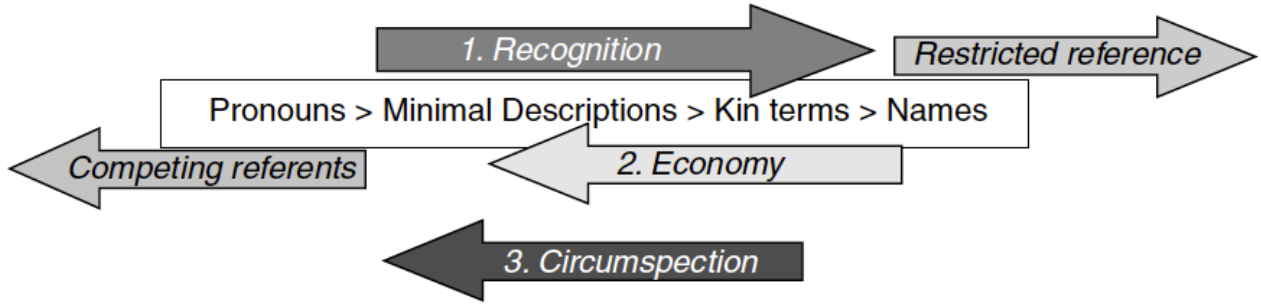 1. Recognition
Restricted reference
Pronouns > Minimal Descriptions > Kin terms > Names
Competing referents
2. Economy
3. Circumspection